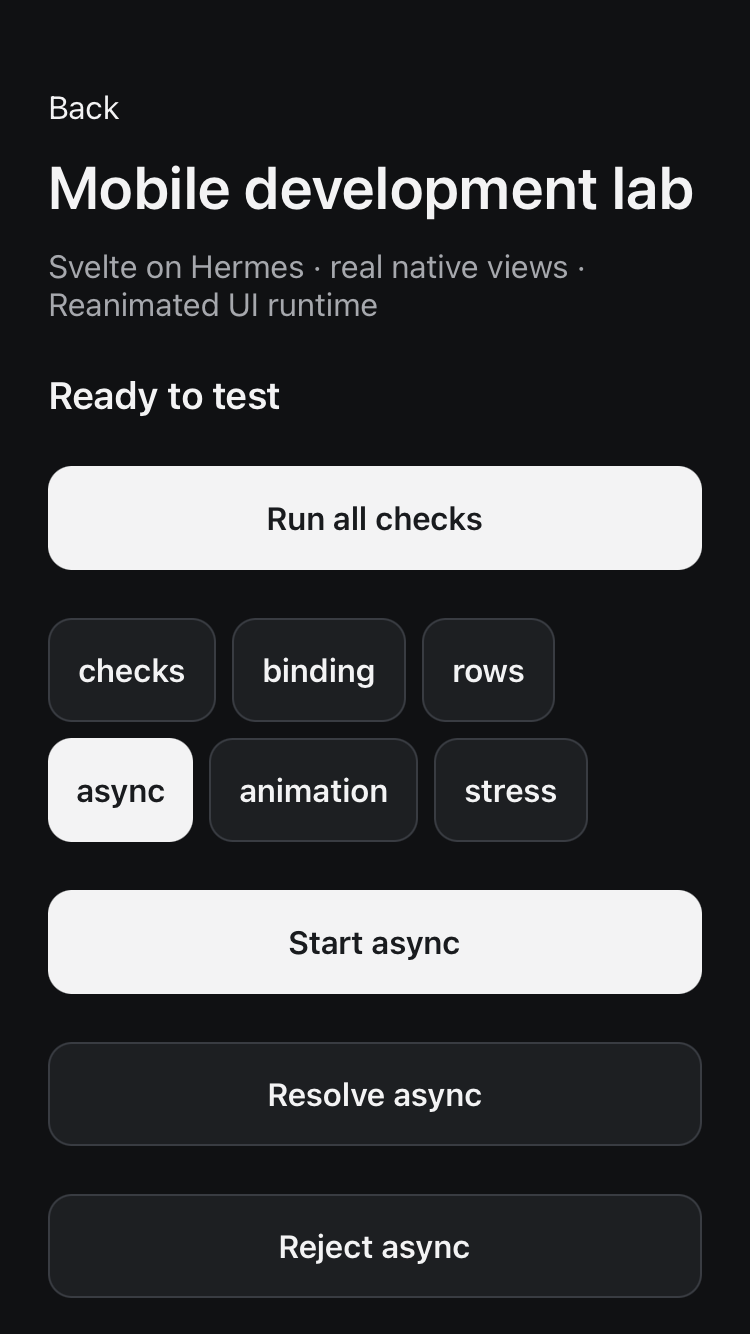 Back
Mobile development lab
Svelte on Hermes · real native views ·
Reanimated UI runtime
Ready to test
Run all checks
checks binding rows
async animation stress
Start async
Resolve async
Reject async